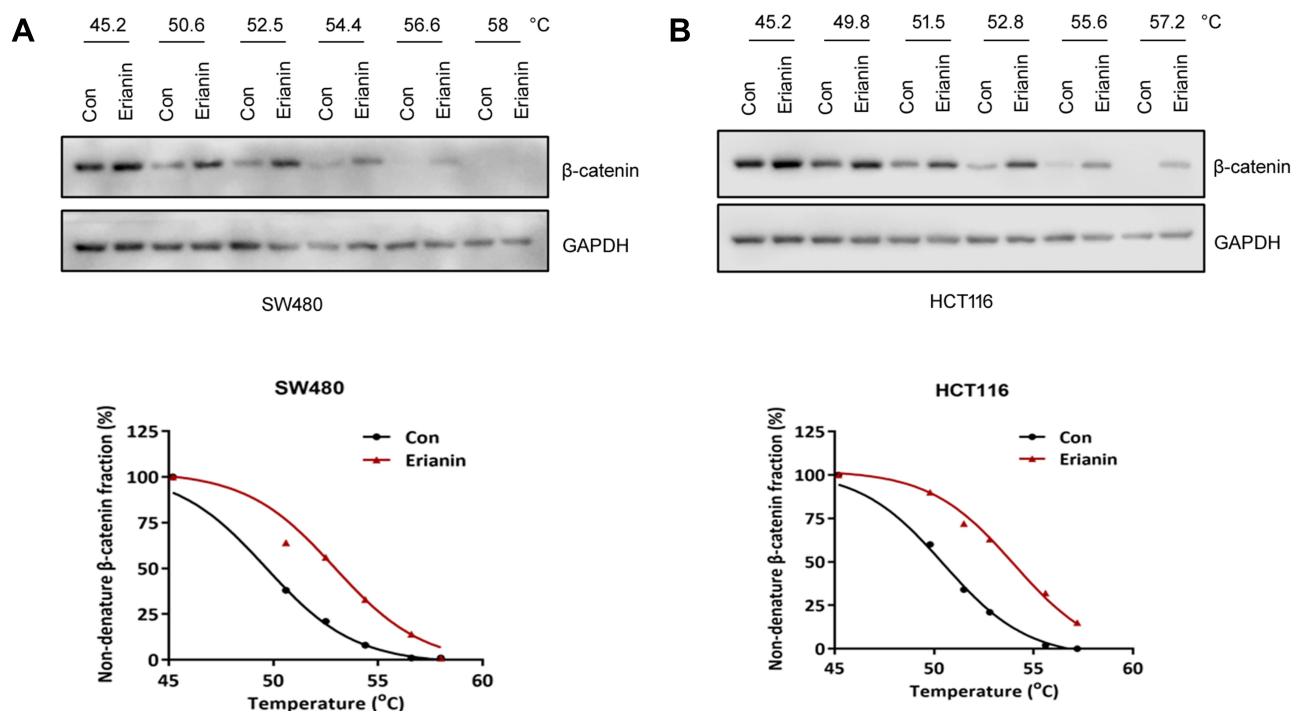 A
45.2 50.6 52.5 54.4 56.6 58 °C
Con Erianin Con Erianin Con Erianin Con Erianin Con Erianin Con Erianin
β-catenin
GAPDH
SW480
SW480
Non-denature β-catenin fraction (%)
125
100
75
50
25
0
45 50 55 60
Temperature (°C)
Con
Erianin
B
45.2 49.8 51.5 52.8 55.6 57.2 °C
Con Erianin Con Erianin Con Erianin Con Erianin Con Erianin Con Erianin
β-catenin
GAPDH
HCT116
HCT116
Non-denature β-catenin fraction (%)
125
100
75
50
25
0
45 50 55 60
Temperature (°C)
Con
Erianin